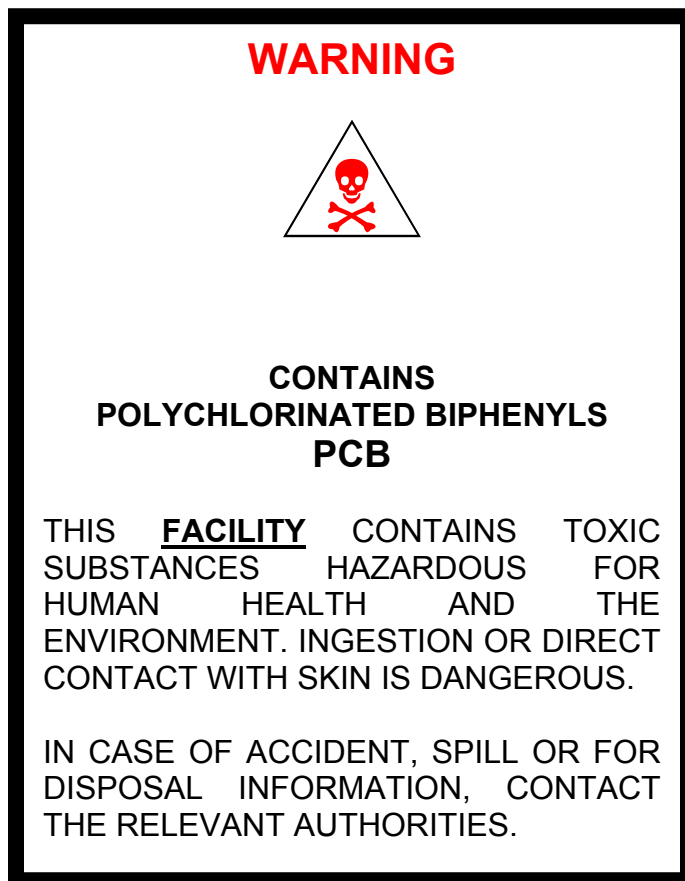 WARNING
CONTAINS
POLYCHLORINATED BIPHENYLS
PCB
THIS FACILITY CONTAINS TOXIC
SUBSTANCES HAZARDOUS FOR
HUMAN HEALTH AND THE
ENVIRONMENT. INGESTION OR DIRECT
CONTACT WITH SKIN IS DANGEROUS.
IN CASE OF ACCIDENT, SPILL OR FOR
DISPOSAL INFORMATION, CONTACT
THE RELEVANT AUTHORITIES.